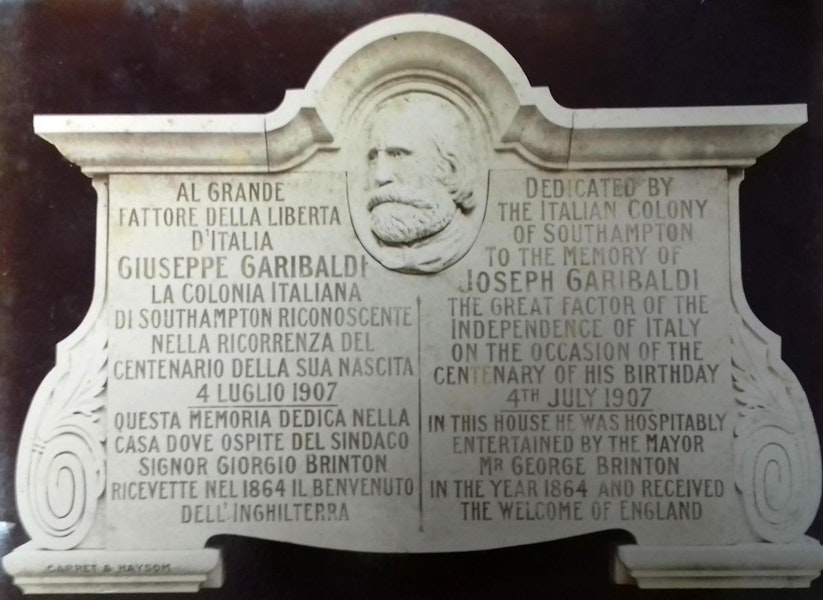 AL GRANDE
FATTORE DELLA LIBERTA
D'ITALIA
GIUSEPPE GARIBALDI
LA COLONIA ITALIANA
DI SOUTHAMPTON RICONOSCENTE
NELLA RICORRENZA DEL
CENTENARIO DELLA SUA NASCITA
4 LUGLIO 1907
QUESTA MEMORIA DEDICA NELLA
CASA DOVE OSPITE DEL SINDACO
SIGNOR GIORGIO BRINTON
RICEVETTE NEL 1864 IL BENVENUTO
DELL'INGHILTERRA
DEDICATED BY
THE ITALIAN COLONY
OF SOUTHAMPTON
TO THE MEMORY OF
JOSEPH GARIBALDI
THE GREAT FACTOR OF THE
INDEPENDENCE OF ITALY
ON THE OCCASION OF THE
CENTENARY OF HIS BIRTHDAY
4TH JULY 1907
IN THIS HOUSE HE WAS HOSPITABLY
ENTERTAINED BY THE MAYOR
MR GEORGE BRINTON
IN THE YEAR 1864 AND RECEIVED
THE WELCOME OF ENGLAND
GARRET & HAYSOM